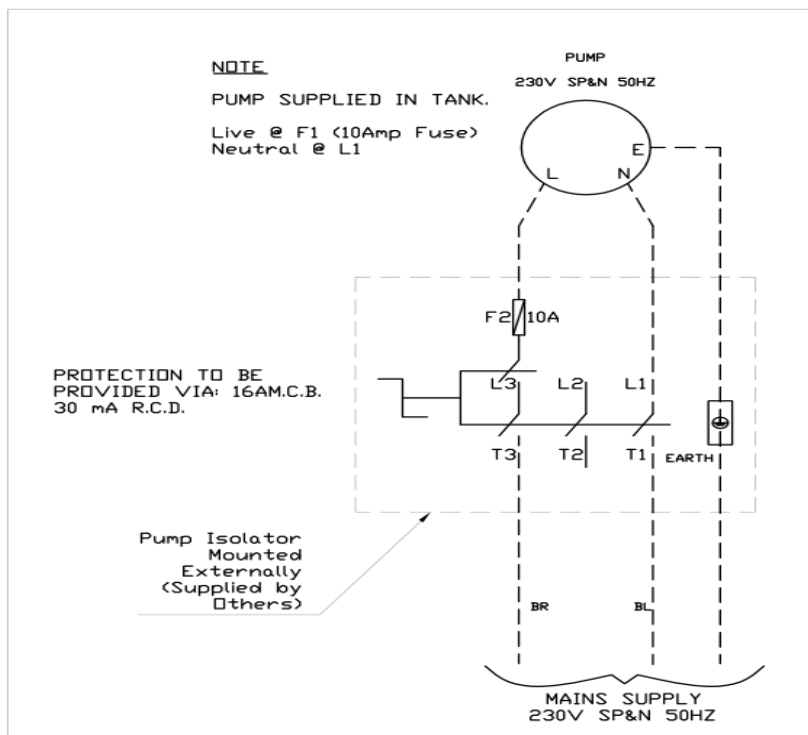 NOTE
PUMP SUPPLIED IN TANK.
Live @ F1 (10Amp Fuse)
Neutral @ L1
PUMP
230V SP&N 50HZ
E
L
N
F2 10A
L3 L2 L1
PROTECTION TO BE
PROVIDED VIA: 16AM.C.B.
30 mA R.C.D.
T3 T2 T1 EARTH
Pump Isolator
Mounted
Externally
(Supplied by
Others)
BR BL
MAINS SUPPLY
230V SP&N 50HZ